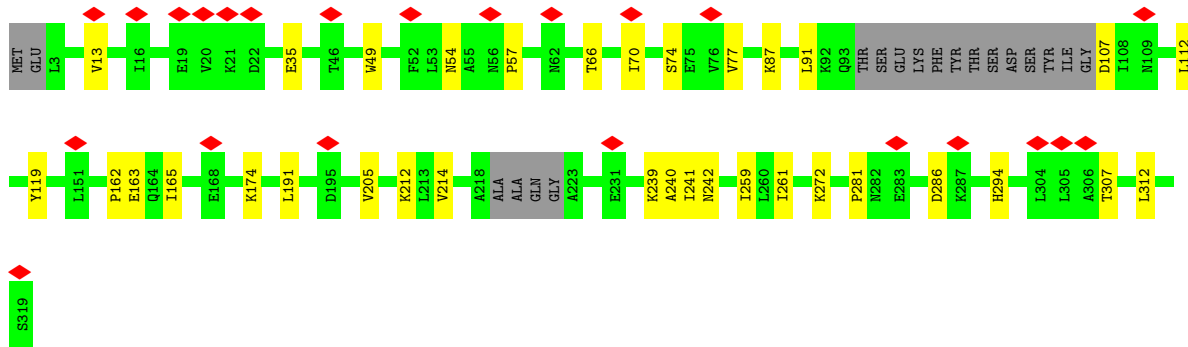 MET GLU L3 V13 I16 E19 V20 K21 D22 E35 T46 W49 F52 L53 N54 A55 N56 P57 N62 T66 I70 S74 E75 V76 V77 K87 L91 K92 Q93 THR SER GLU LYS PHE TYR THR THR SER ASP SER TYR ILE GLY D107 I108 N109 L112
Y119 L151 P162 E163 Q164 I165 E168 K174 L191 D195 V205 K212 L213 V214 A218 ALA ALA GLN GLY A223 E231 K239 A240 I241 N242 I259 L260 I261 K272 P281 N282 E283 D286 K287 H294 L304 L305 A306 T307 L312
S319